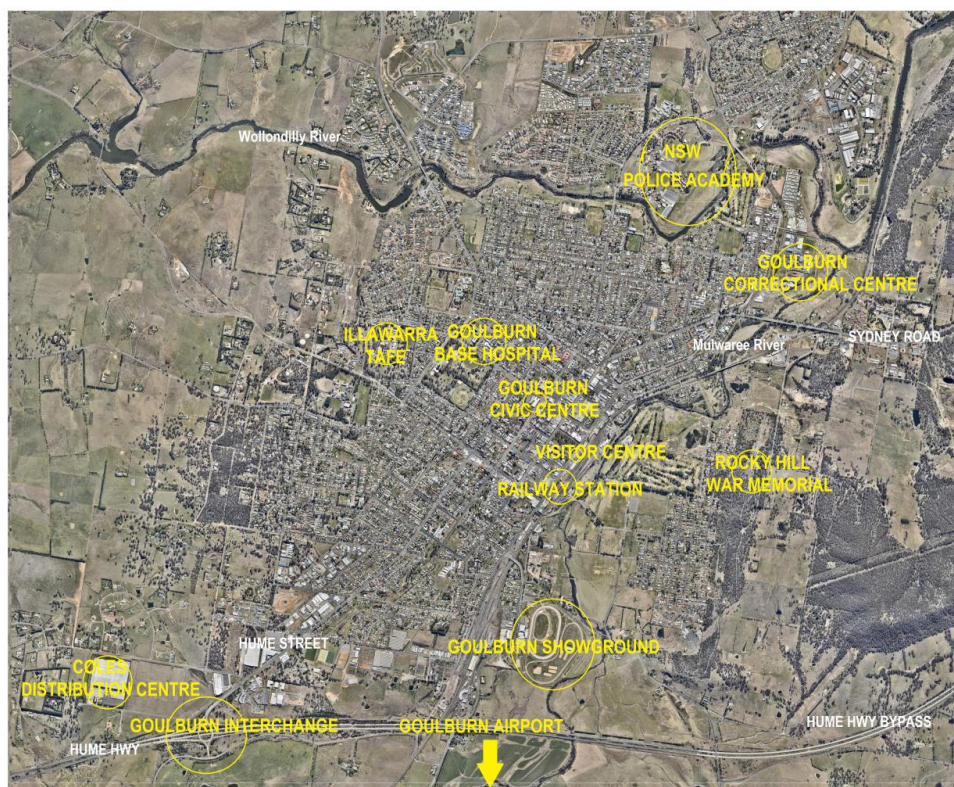 Wollondilly River
NSW
POLICE ACADEMY
GOULBURN
CORRECTIONAL CENTRE
ILLAWARRA
TAFE
GOULBURN
BASE HOSPITAL
Mulwaree River
SYDNEY ROAD
GOULBURN
CIVIC CENTRE
VISITOR CENTRE
RAILWAY STATION
ROCKY HILL
WAR MEMORIAL
HUME STREET
GOULBURN SHOWGROUND
COLES
DISTRIBUTION CENTRE
GOULBURN INTERCHANGE
GOULBURN AIRPORT
HUME HWY BYPASS
HUME HWY